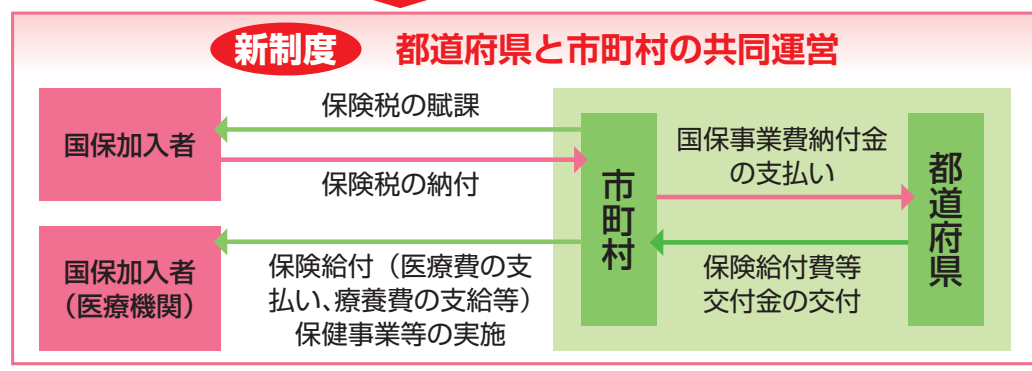 新制度 都道府県と市町村の共同運営
国保加入者
保険税の賦課
保険税の納付
国保加入者
（医療機関）
保険給付（医療費の支
払い、療養費の支給等）
保健事業等の実施
市町村
国保事業費納付金
の支払い
保険給付費等
交付金の交付
都道府県